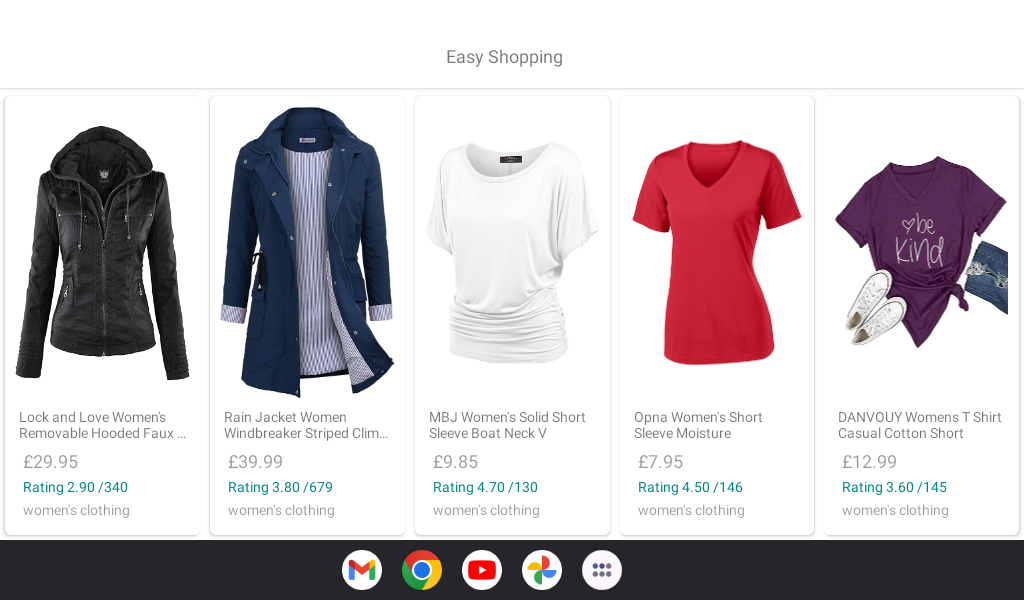 Easy Shopping
be
kind
Lock and Love Women's
Removable Hooded Faux ...
£29.95
Rating 2.90 /340
women's clothing
Rain Jacket Women
Windbreaker Striped Clim...
£39.99
Rating 3.80 /679
women's clothing
MBJ Women's Solid Short
Sleeve Boat Neck V
£9.85
Rating 4.70 /130
women's clothing
Opna Women's Short
Sleeve Moisture
£7.95
Rating 4.50 /146
women's clothing
DANVOUY Womens T Shirt
Casual Cotton Short
£12.99
Rating 3.60 /145
women's clothing